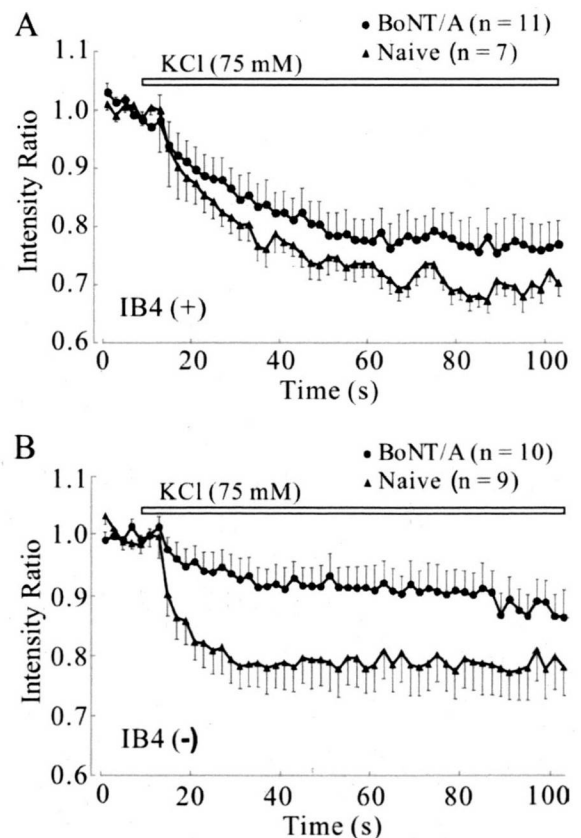 A
BoNT/A (n = 11)
Naive (n = 7)
KCl (75 mM)
1.1
1.0
0.9
0.8
0.7
0.6
Intensity Ratio
IB4 (+)
0 20 40 60 80 100
Time (s)
B
BoNT/A (n = 10)
Naive (n = 9)
KCl (75 mM)
1.1
1.0
0.9
0.8
0.7
0.6
Intensity Ratio
IB4 (-)
0 20 40 60 80 100
Time (s)